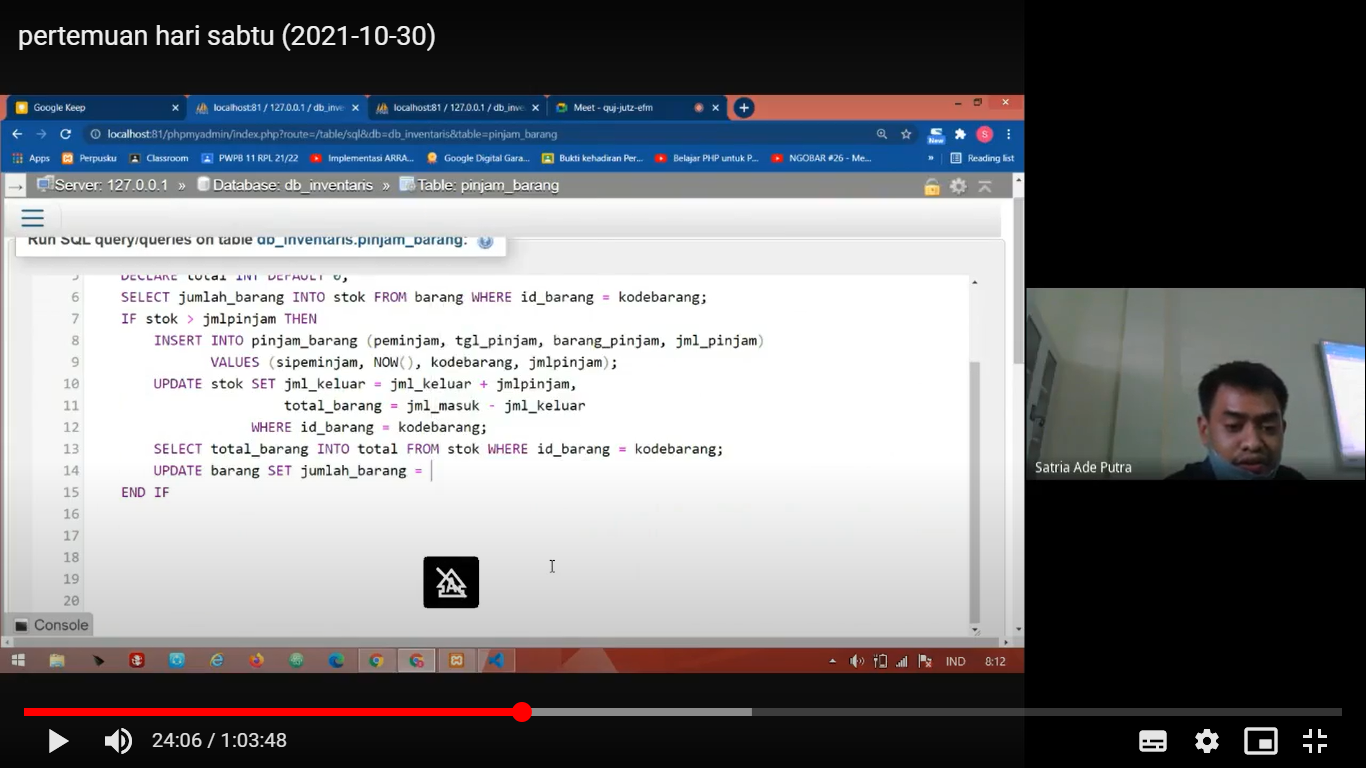 pertemuan hari sabtu (2021-10-30)
Google Keep
localhost:81 / 127.0.0.1 / db_inve
localhost:81 / 127.0.0.1 / db_inve
Meet - quj-jutz-efm
localhost:81/phpmyadmin/index.php?route=/table/sql&db=db_inventaris&table=pinjam_barang
New
S
Apps
Perpusku
Classroom
PWPB 11 RPL 21/22
Implementasi ARRA...
Google Digital Gara...
Bukti kehadiran Per...
Belajar PHP untuk P...
NGOBAR #26 - Me...
»
Reading list
Server: 127.0.0.1 » Database: db_inventaris » Table: pinjam_barang
Run SQL query/queries on table db_inventaris.pinjam_barang:
5 DECLARE total INT DEFAULT 0;
6 SELECT jumlah_barang INTO stok FROM barang WHERE id_barang = kodebarang;
7 IF stok > jmlpinjam THEN
8 INSERT INTO pinjam_barang (peminjam, tgl_pinjam, barang_pinjam, jml_pinjam)
9 VALUES (sipeminjam, NOW(), kodebarang, jmlpinjam);
10 UPDATE stok SET jml_keluar = jml_keluar + jmlpinjam,
11 total_barang = jml_masuk - jml_keluar
12 WHERE id_barang = kodebarang;
13 SELECT total_barang INTO total FROM stok WHERE id_barang = kodebarang;
14 UPDATE barang SET jumlah_barang =
15 END IF
16
17
18
19
20
Console
IND
8:12
Satria Ade Putra
24:06 / 1:03:48